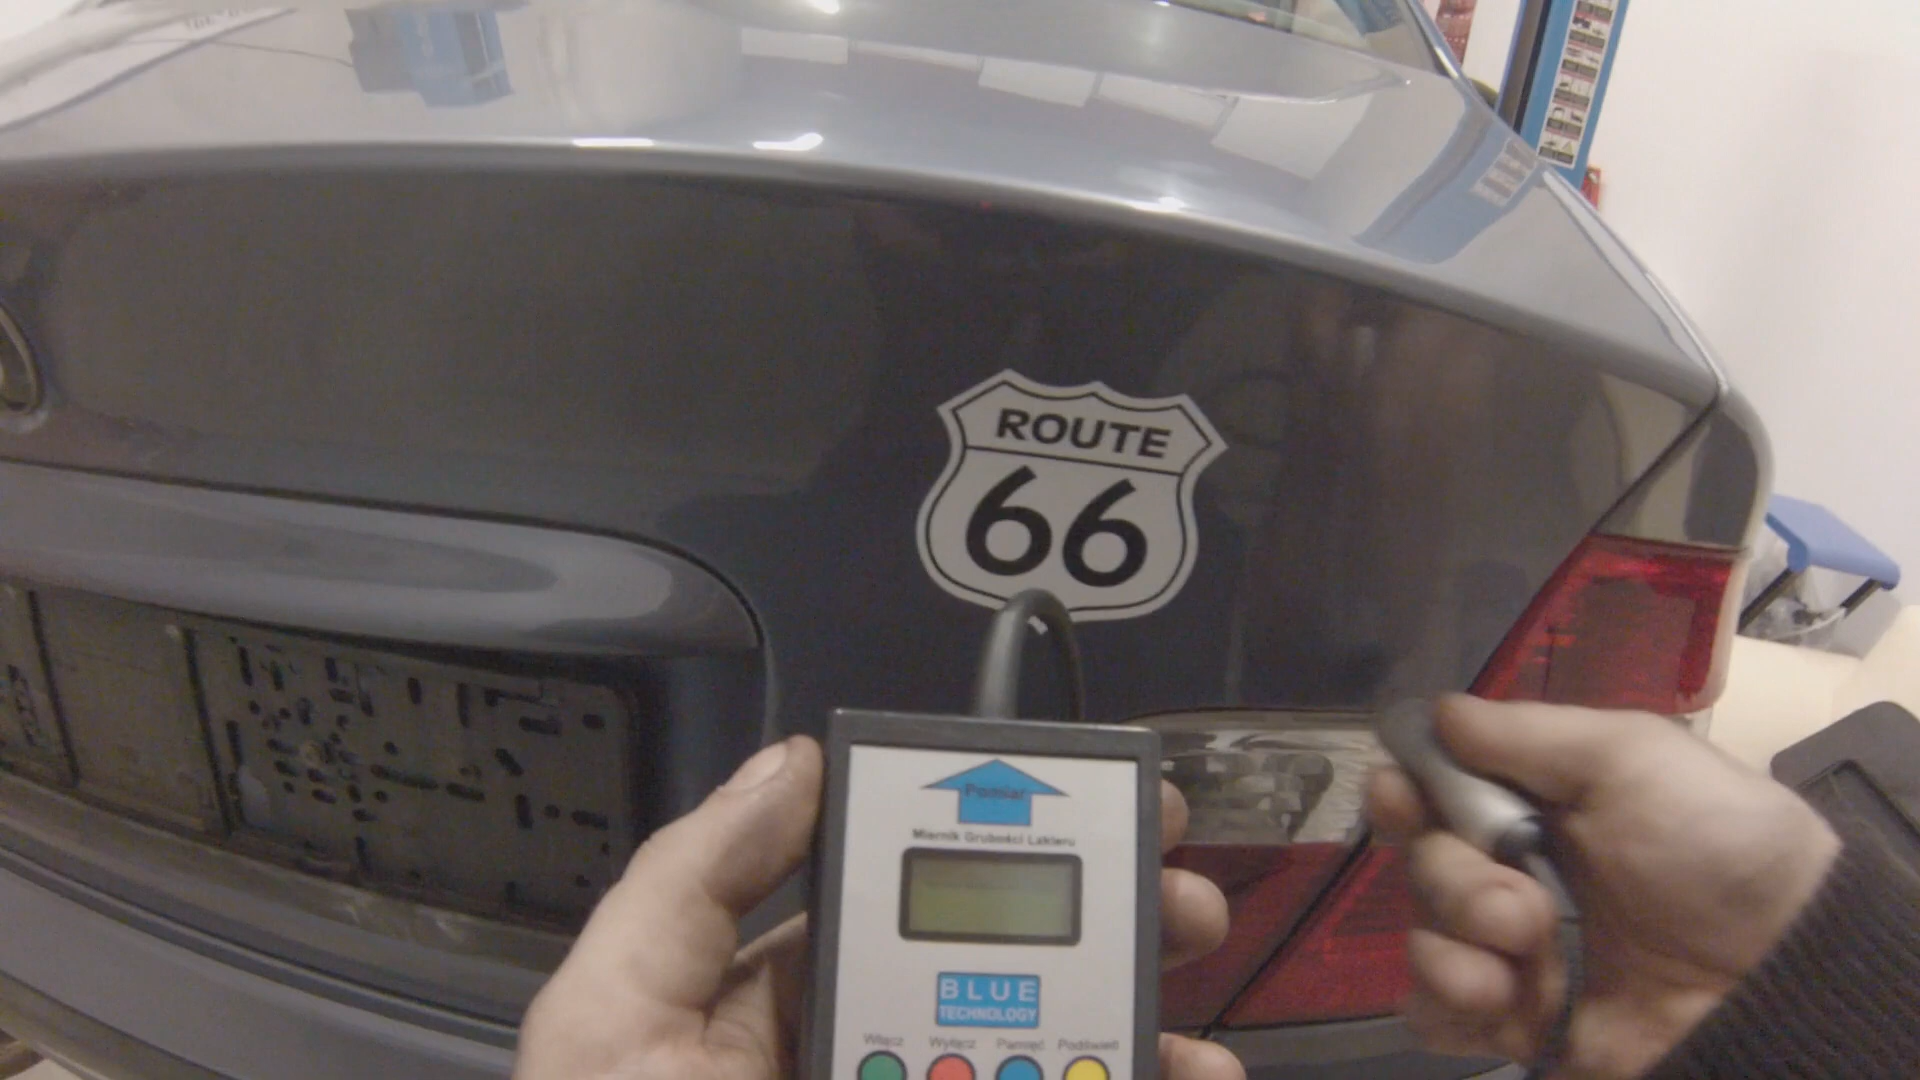 ROUTE
66
Pomiar
Miernik Grubości Lakieru
BLUE
TECHNOLOGY
Włącz Wyłącz Pamięć Podświetl